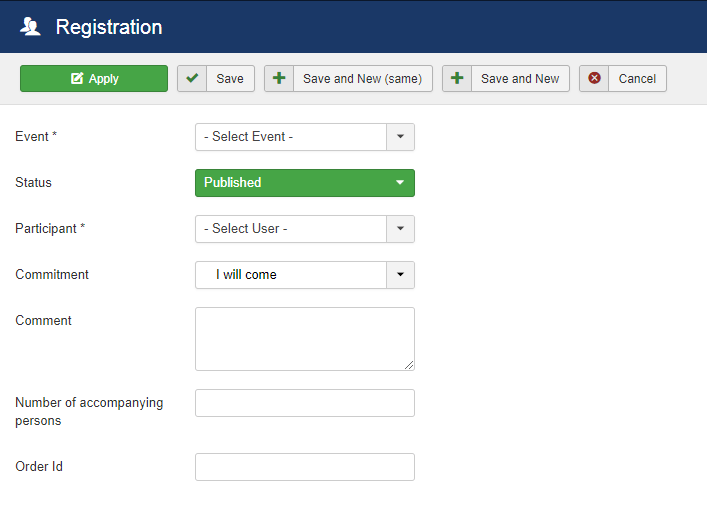 Registration
Apply Save Save and New (same) Save and New Cancel
Event * - Select Event -
Status Published
Participant * - Select User -
Commitment I will come
Comment
Number of accompanying
persons
Order Id